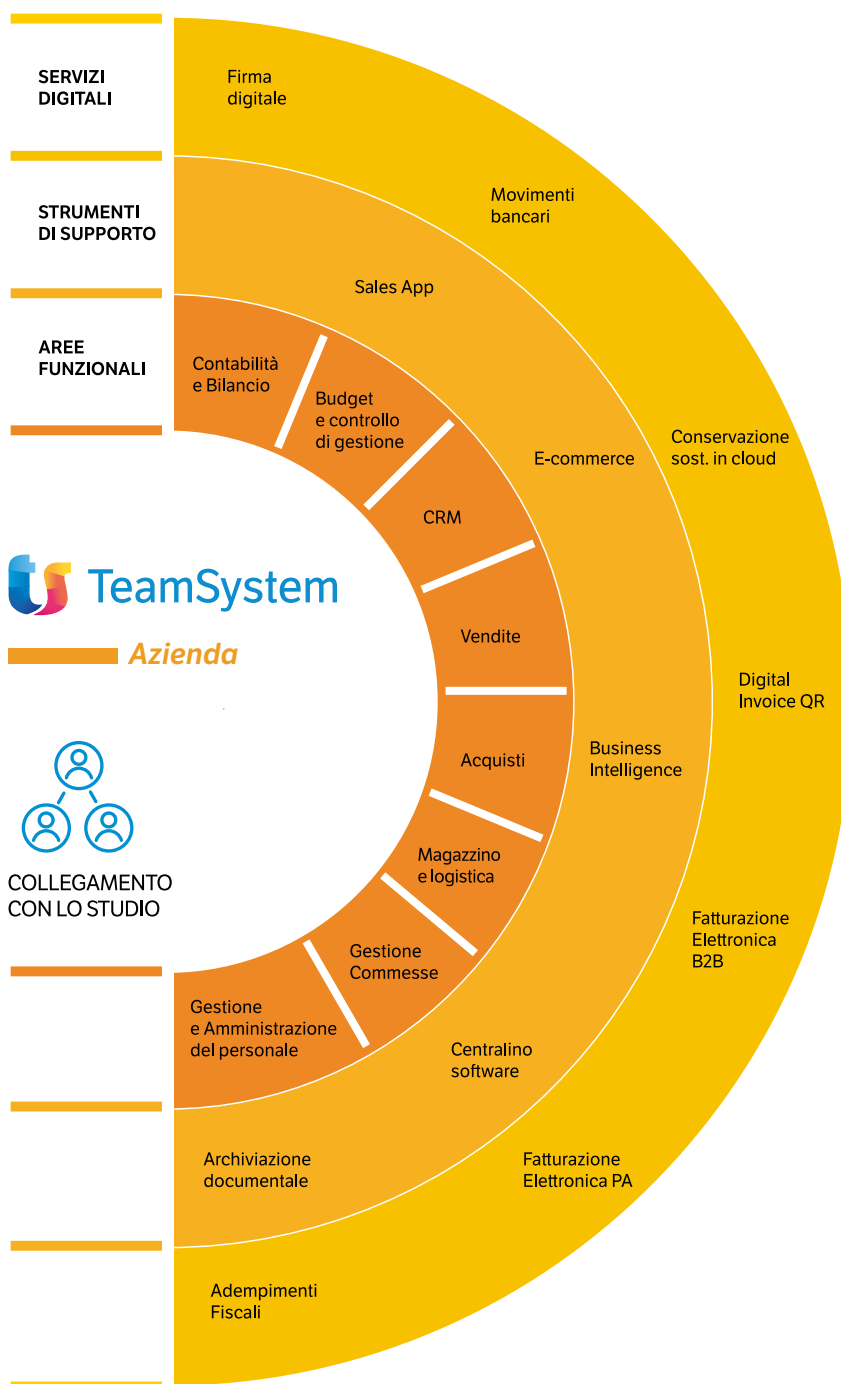 SERVIZI
DIGITALI
Firma
digitale
Movimenti
bancari
STRUMENTI
DI SUPPORTO
Sales App
AREE
FUNZIONALI
Contabilità
e Bilancio
Budget
e controllo
di gestione
E-commerce
Conservazione
sost. in cloud
CRM
TeamSystem
Azienda
Vendite
Digital
Invoice QR
Acquisti
Business
Intelligence
COLLEGAMENTO
CON LO STUDIO
Magazzino
e logistica
Fatturazione
Elettronica
B2B
Gestione
Commesse
Gestione
e Amministrazione
del personale
Centralino
software
Archiviazione
documentale
Fatturazione
Elettronica PA
Adempimenti
Fiscali